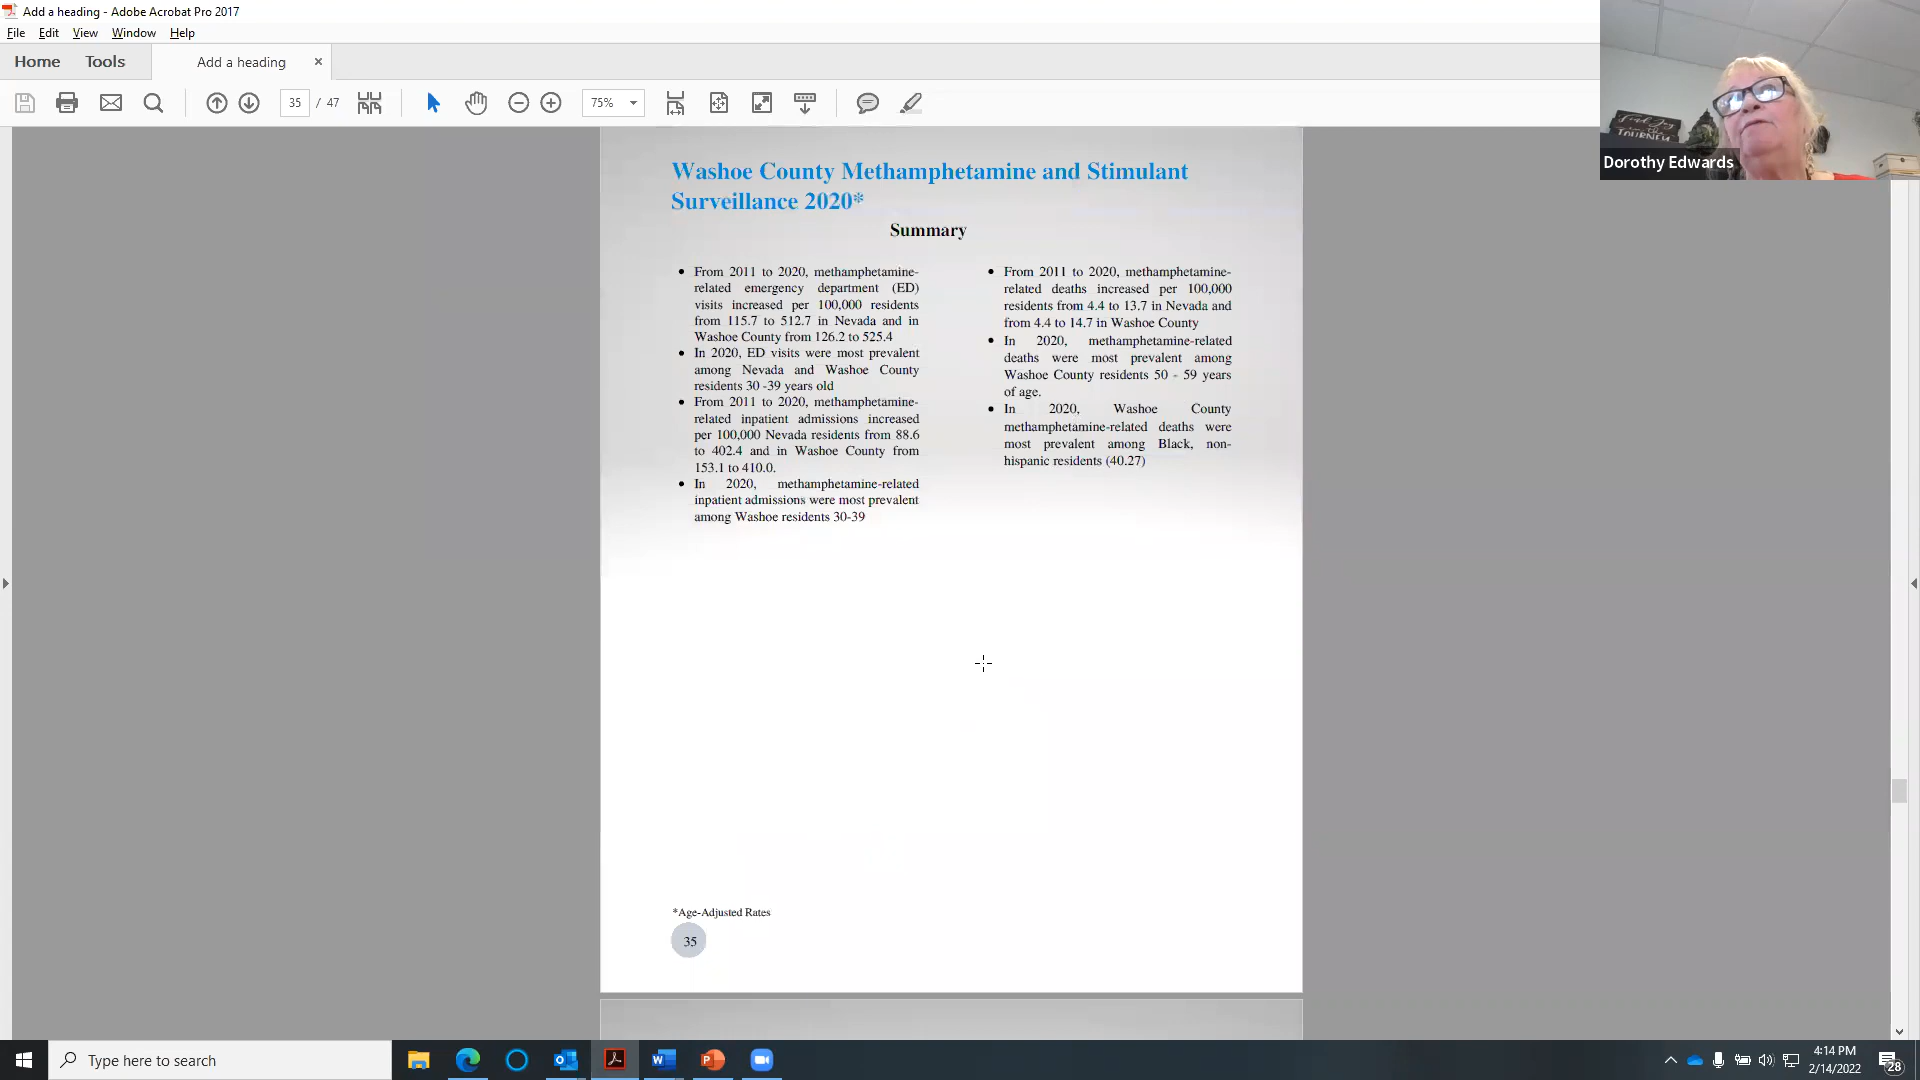 Add a heading - Adobe Acrobat Pro 2017
File Edit View Window Help
Home Tools Add a heading ×
35 / 47 75%
Dorothy Edwards
Washoe County Methamphetamine and Stimulant
Surveillance 2020*
Summary
• From 2011 to 2020, methamphetamine-
related emergency department (ED)
visits increased per 100,000 residents
from 115.7 to 512.7 in Nevada and in
Washoe County from 126.2 to 525.4
• In 2020, ED visits were most prevalent
among Nevada and Washoe County
residents 30 -39 years old
• From 2011 to 2020, methamphetamine-
related inpatient admissions increased
per 100,000 Nevada residents from 88.6
to 402.4 and in Washoe County from
153.1 to 410.0.
• In 2020, methamphetamine-related
inpatient admissions were most prevalent
among Washoe residents 30-39
• From 2011 to 2020, methamphetamine-
related deaths increased per 100,000
residents from 4.4 to 13.7 in Nevada and
from 4.4 to 14.7 in Washoe County
• In 2020, methamphetamine-related
deaths were most prevalent among
Washoe County residents 50 - 59 years
of age.
• In 2020, Washoe County
methamphetamine-related deaths were
most prevalent among Black, non-
hispanic residents (40.27)
*Age-Adjusted Rates
35
Type here to search
4:14 PM
2/14/2022
28